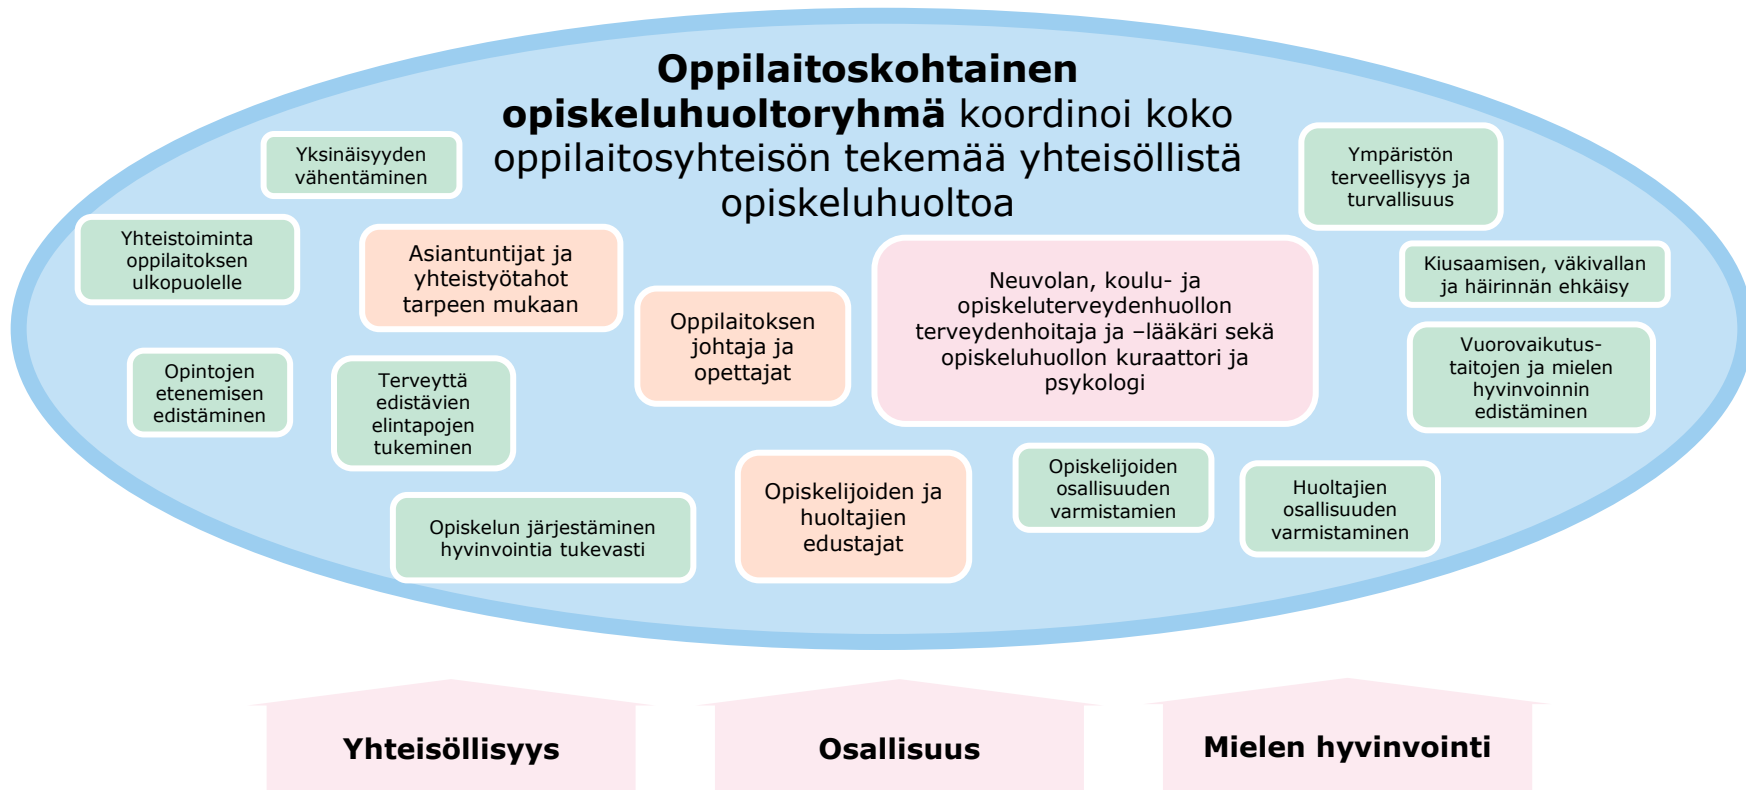 Oppilaitoskohtainen
opiskeluhuoltoryhmä koordinoi koko
oppilaitosyhteisön tekemää yhteisöllistä
opiskeluhuoltoa
Yksinäisyyden
vähentäminen
Ympäristön
terveellisyys ja
turvallisuus
Yhteistoiminta
oppilaitoksen
ulkopuolelle
Asiantuntijat ja
yhteistyötahot
tarpeen mukaan
Oppilaitoksen
johtaja ja
opettajat
Neuvolan, koulu- ja
opiskeluterveydenhuollon
terveydenhoitaja ja –lääkäri sekä
opiskeluhuollon kuraattori ja
psykologi
Kiusaamisen, väkivallan
ja häirinnän ehkäisy
Vuorovaikutus-
taitojen ja mielen
hyvinvoinnin
edistäminen
Opintojen
etenemisen
edistäminen
Terveyttä
edistävien
elintapojen
tukeminen
Opiskelun järjestäminen
hyvinvointia tukevasti
Opiskelijoiden ja
huoltajien
edustajat
Opiskelijoiden
osallisuuden
varmistamien
Huoltajien
osallisuuden
varmistaminen
Yhteisöllisyys
Osallisuus
Mielen hyvinvointi